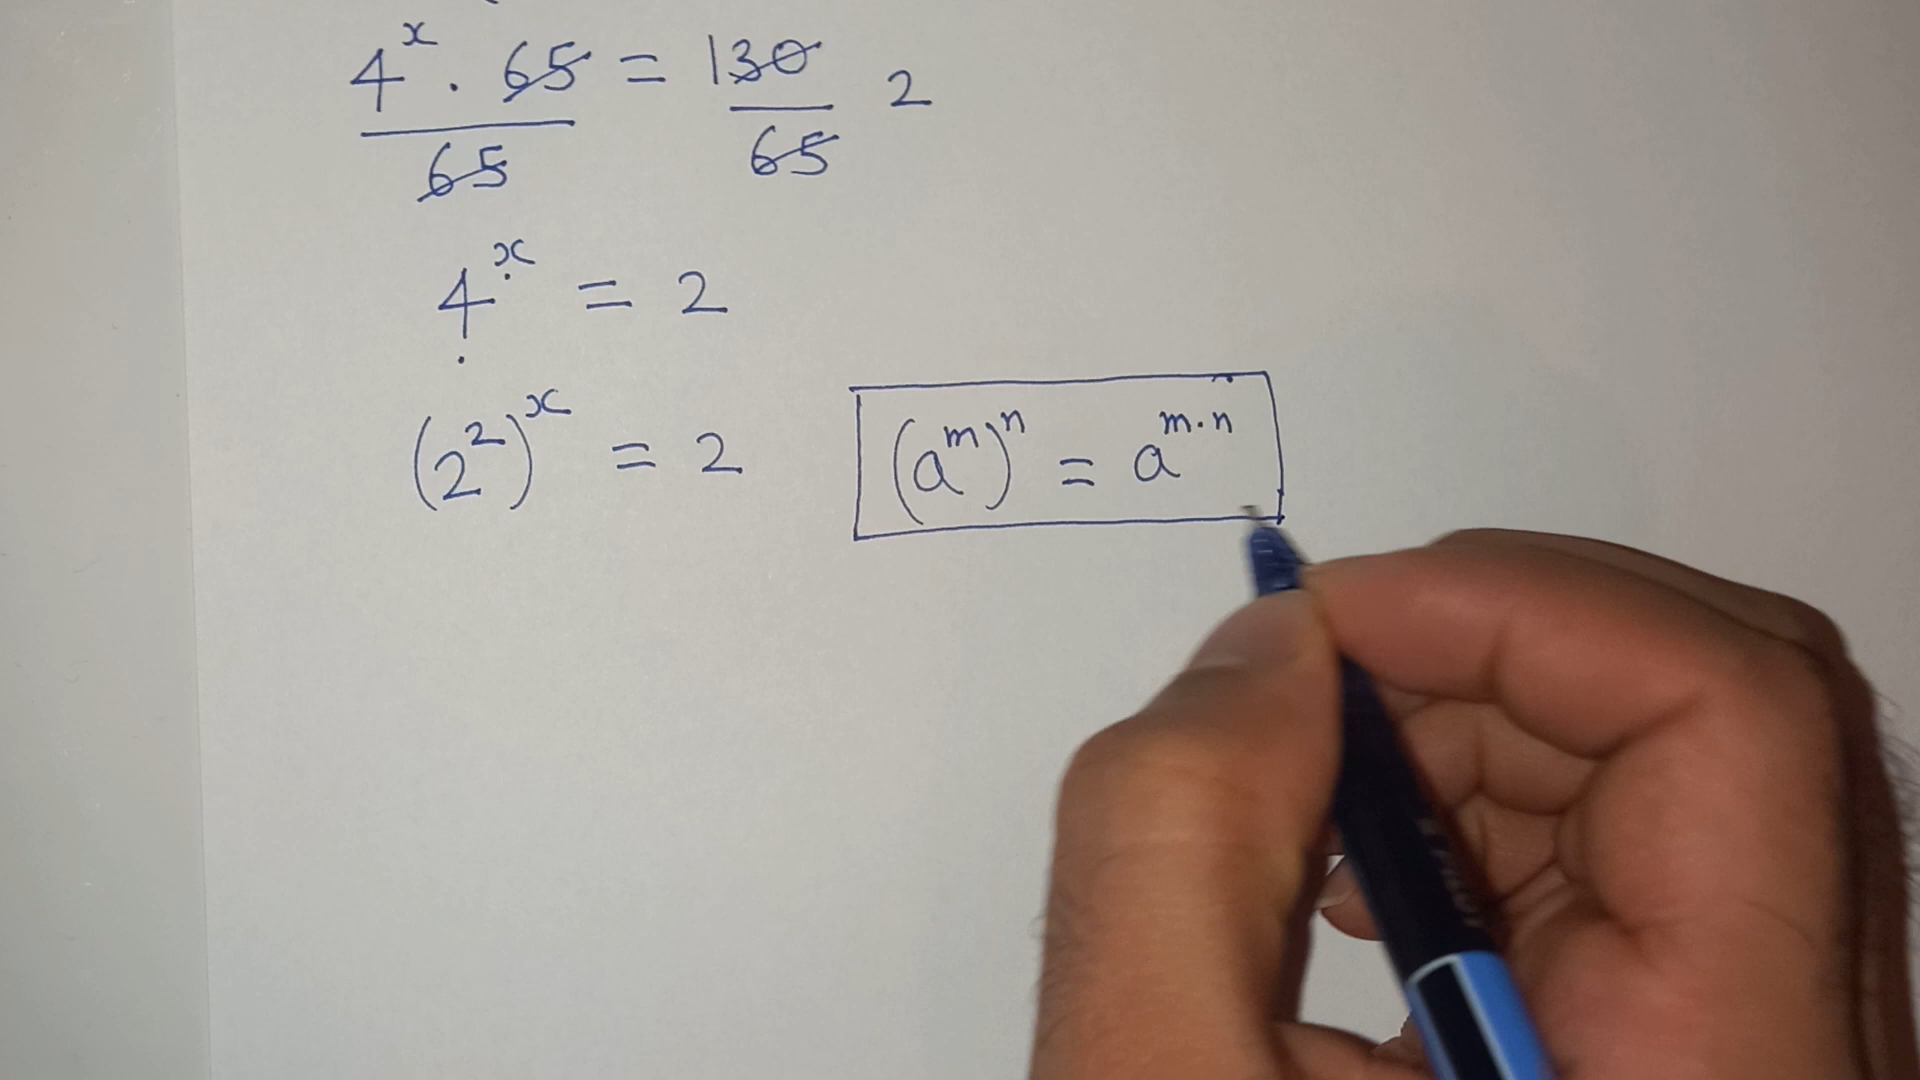 4^x . 65 = 130 2
65 65
4^x = 2
(2^2)^x = 2 (a^m)^n = a^m·n